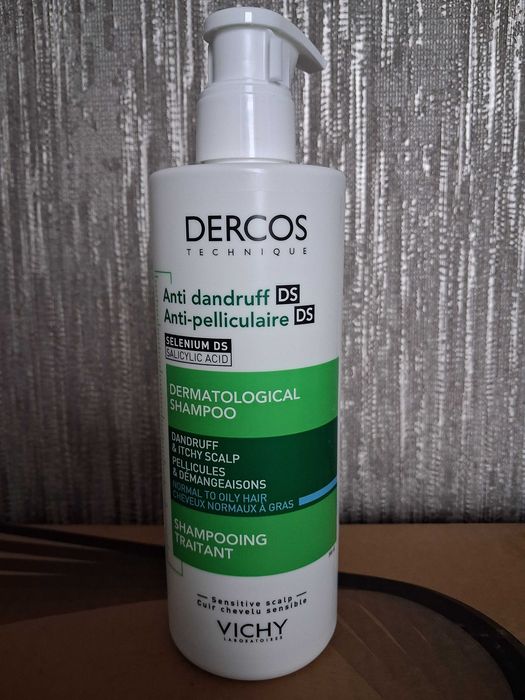 DERCOS
TECHNIQUE
Anti dandruff DS
Anti-pelliculaire DS
SELENIUM DS
SALICYLIC ACID
DERMATOLOGICAL
SHAMPOO
DANDRUFF
& ITCHY SCALP
PELLICULES
& DÉMANGEAISONS
NORMAL TO OILY HAIR
CHEVEUX NORMAUX À GRAS
SHAMPOOING
TRAITANT
Sensitive scalp
Cuir chevelu sensible
VICHY
LABORATOIRES